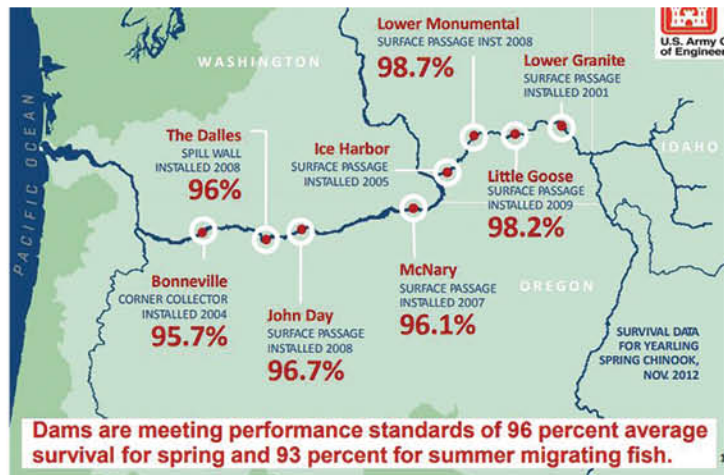 Lower Monumental
SURFACE PASSAGE INST. 2008
98.7%
U.S. Army C
of Engineer
WASHINGTON
Lower Granite
SURFACE PASSAGE
INSTALLED 2001
The Dalles
SPILL WALL
INSTALLED 2008
96%
Ice Harbor
SURFACE PASSAGE
INSTALLED 2005
IDAHO
Little Goose
SURFACE PASSAGE
INSTALLED 2009
98.2%
PACIFIC OCEAN
Bonneville
CORNER COLLECTOR
INSTALLED 2004
95.7%
John Day
SURFACE PASSAGE
INSTALLED 2008
96.7%
McNary
SURFACE PASSAGE
INSTALLED 2007
96.1%
OREGON
SURVIVAL DATA
FOR YEARLING
SPRING CHINOOK,
NOV. 2012
Dams are meeting performance standards of 96 percent average
survival for spring and 93 percent for summer migrating fish.